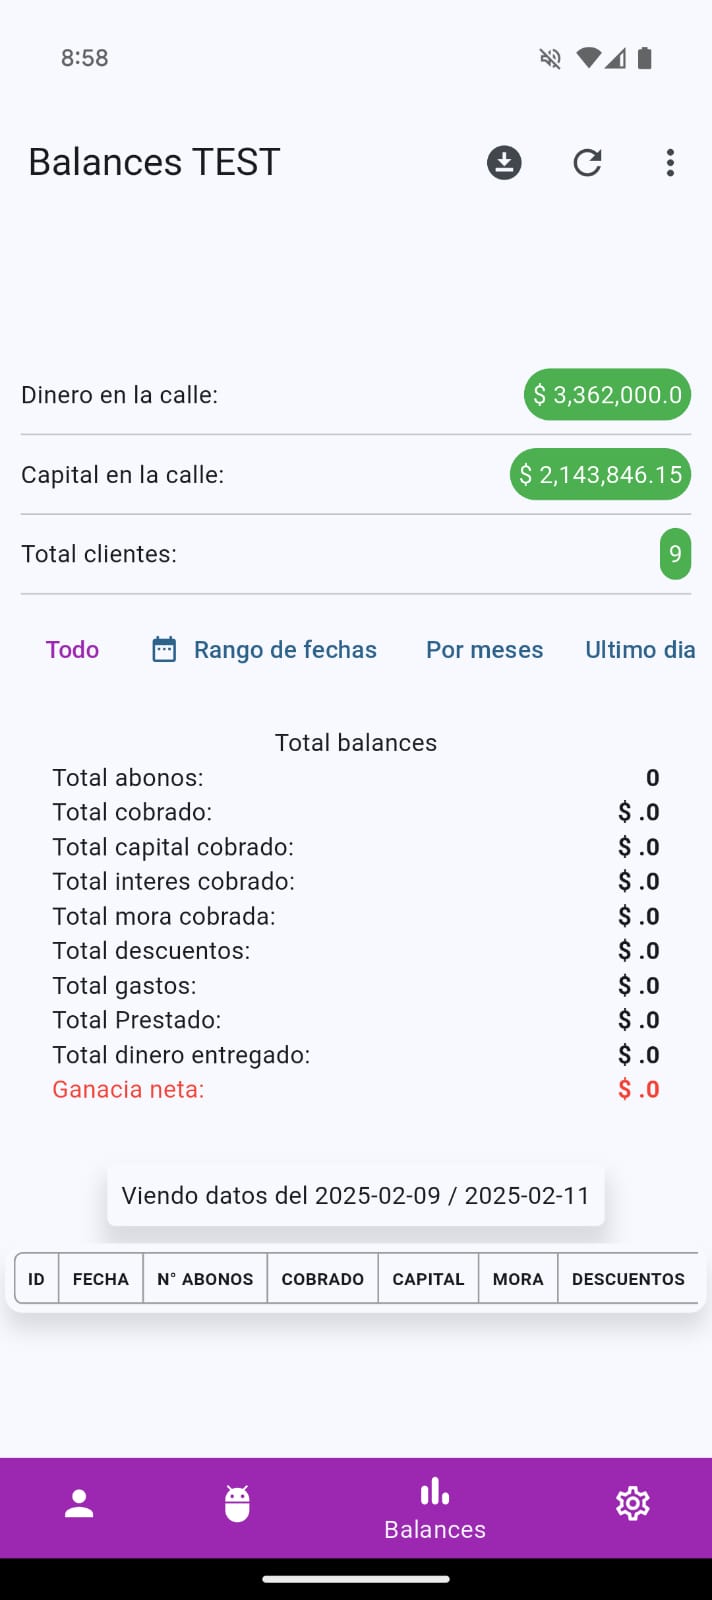 8:58
Balances TEST
Dinero en la calle: $ 3,362,000.0
Capital en la calle: $ 2,143,846.15
Total clientes: 9
Todo Rango de fechas Por meses Ultimo dia
Total balances
Total abonos: 0
Total cobrado: $ .0
Total capital cobrado: $ .0
Total interes cobrado: $ .0
Total mora cobrada: $ .0
Total descuentos: $ .0
Total gastos: $ .0
Total Prestado: $ .0
Total dinero entregado: $ .0
Ganacia neta: $ .0
Viendo datos del 2025-02-09 / 2025-02-11
ID FECHA N° ABONOS COBRADO CAPITAL MORA DESCUENTOS
Balances